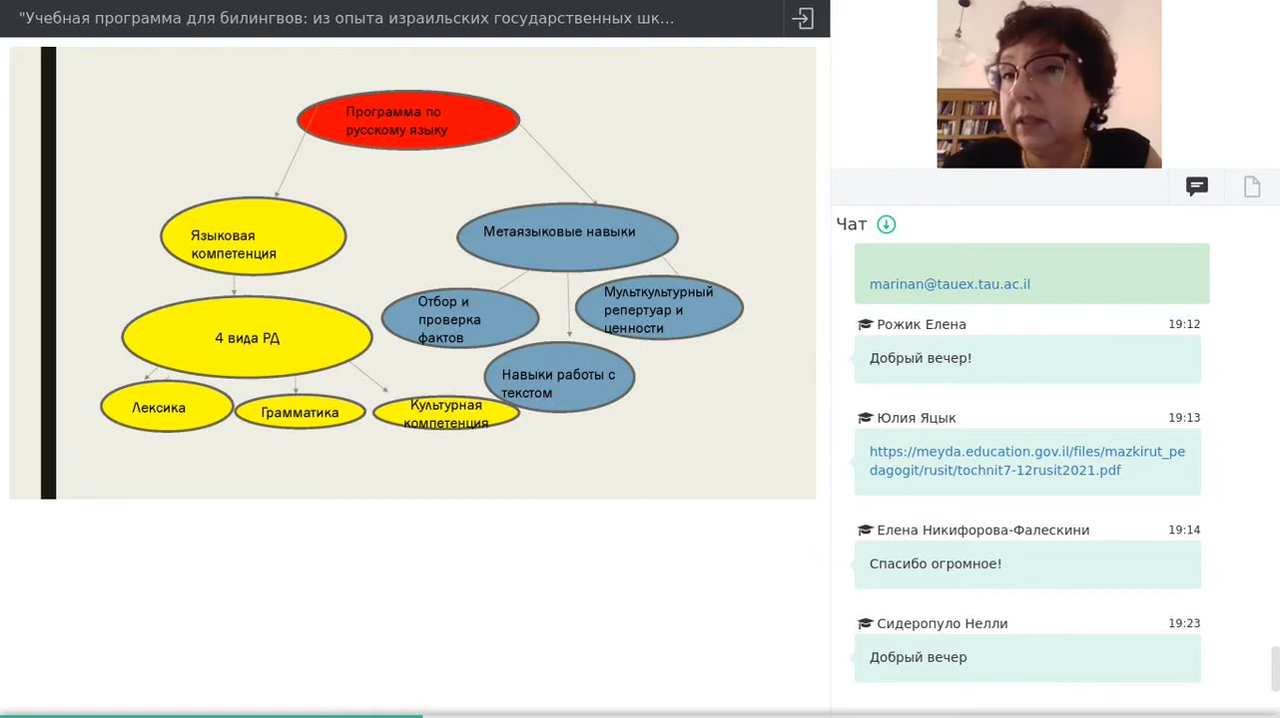 "Учебная программа для билингвов: из опыта израильских государственных шк...
Программа по
русскому языку
Языковая
компетенция
Метаязыковые навыки
4 вида РД
Отбор и
проверка
фактов
Мульткультурный
репертуар и
ценности
Навыки работы с
текстом
Лексика
Грамматика
Культурная
компетенция
Чат
marinan@tauex.tau.ac.il
Рожик Елена 19:12
Добрый вечер!
Юлия Яцык 19:13
https://meyda.education.gov.il/files/mazkirut_pe
dagogit/rusit/tochnit7-12rusit2021.pdf
Елена Никифорова-Фалескини 19:14
Спасибо огромное!
Сидеропуло Нелли 19:23
Добрый вечер